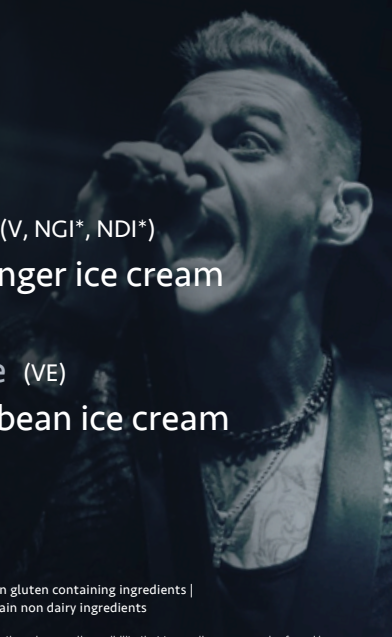 (V, NGI*, NDI*)
nger ice cream
e (VE)
bean ice cream
n gluten containing ingredients |
ain non dairy ingredients